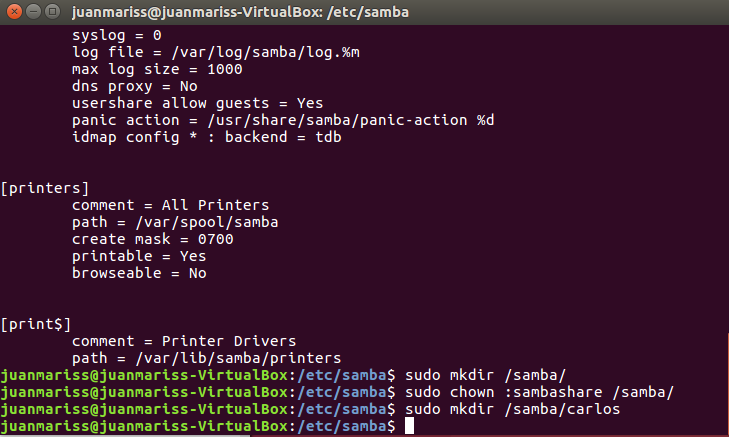 juanmariss@juanmariss-VirtualBox: /etc/samba
syslog = 0
log file = /var/log/samba/log.%m
max log size = 1000
dns proxy = No
usershare allow guests = Yes
panic action = /usr/share/samba/panic-action %d
idmap config * : backend = tdb
[printers]
comment = All Printers
path = /var/spool/samba
create mask = 0700
printable = Yes
browseable = No
[print$]
comment = Printer Drivers
path = /var/lib/samba/printers
juanmariss@juanmariss-VirtualBox:/etc/samba$ sudo mkdir /samba/
juanmariss@juanmariss-VirtualBox:/etc/samba$ sudo chown :sambashare /samba/
juanmariss@juanmariss-VirtualBox:/etc/samba$ sudo mkdir /samba/carlos
juanmariss@juanmariss-VirtualBox:/etc/samba$